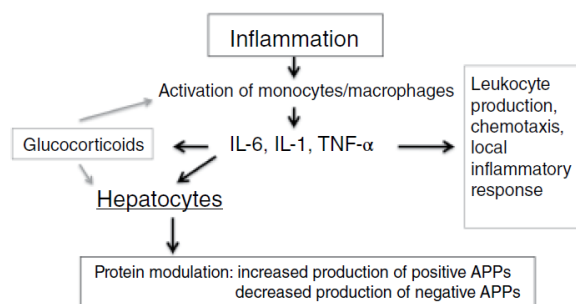 Inflammation
Activation of monocytes/macrophages
Leukocyte
production,
chemotaxis,
local
inflammatory
response
Glucocorticoids
IL-6, IL-1, TNF-α
Hepatocytes
Protein modulation: increased production of positive APPs
decreased production of negative APPs